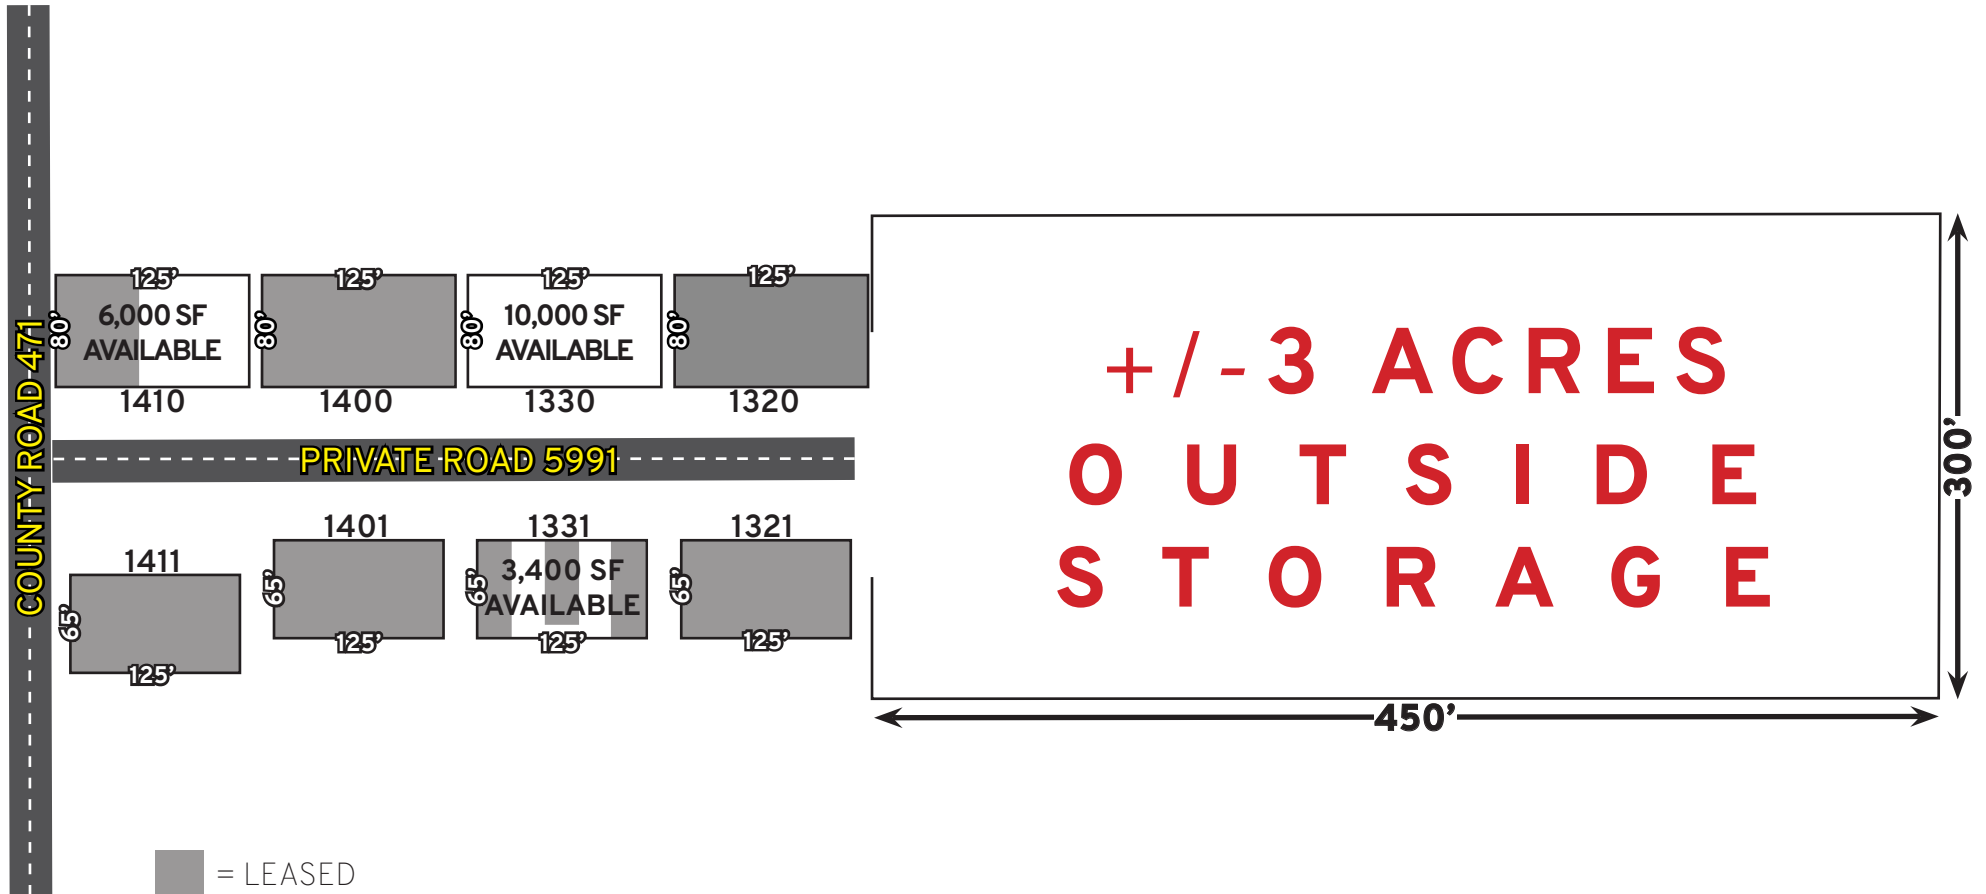 125'
125'
125'
125'
80'
6,000 SF
AVAILABLE
80'
80'
10,000 SF
AVAILABLE
80'
1410
1400
1330
1320
COUNTY ROAD 471
PRIVATE ROAD 5991
1411
1401
1331
1321
65'
65'
65'
3,400 SF
AVAILABLE
65'
125'
125'
125'
125'
+/-3 ACRES
OUTSIDE
STORAGE
300'
450'
= LEASED